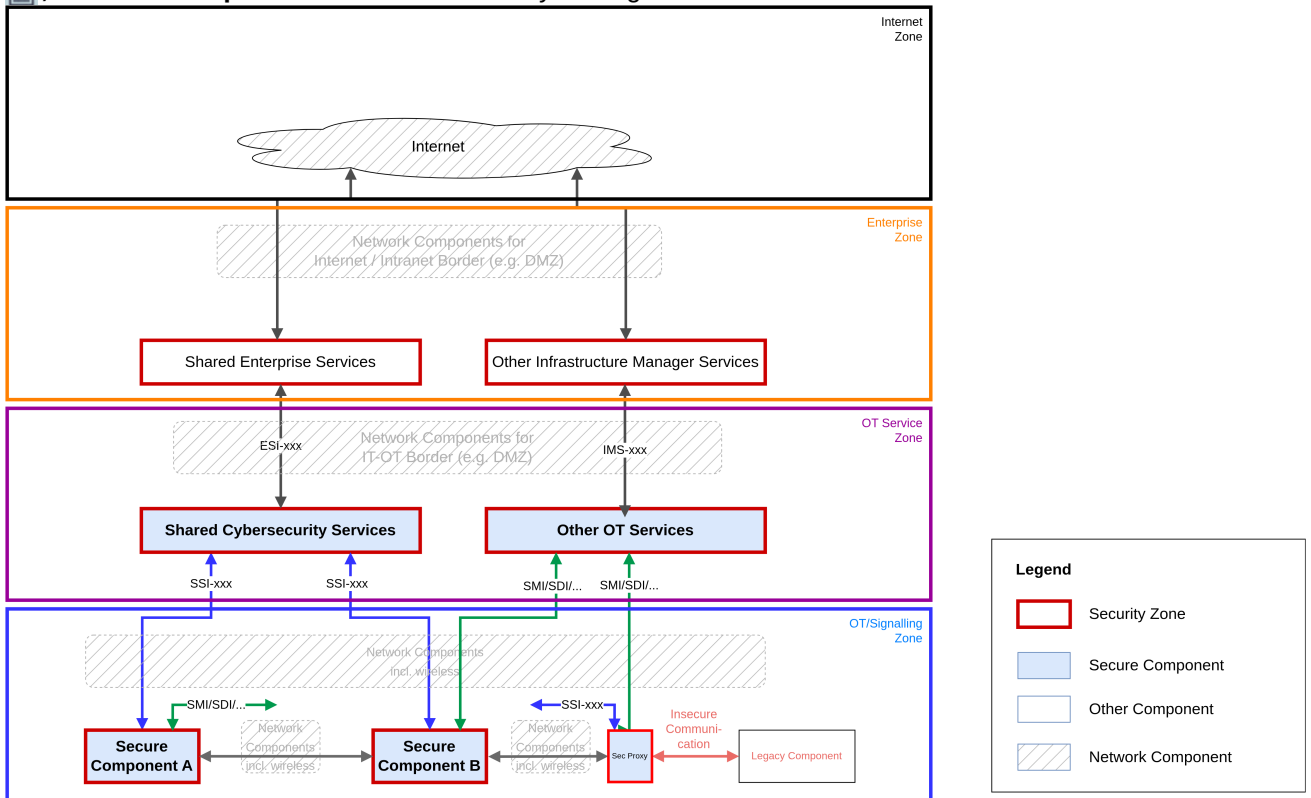 Internet
Zone
Internet
Enterprise
Zone
Network Components for
Internet / Intranet Border (e.g. DMZ)
Shared Enterprise Services
Other Infrastructure Manager Services
OT Service
Zone
Network Components for
IT-OT Border (e.g. DMZ)
ESI-xxx
IMS-xxx
Shared Cybersecurity Services
Other OT Services
SSI-xxx
SSI-xxx
SMI/SDI/...
SMI/SDI/...
OT/Signalling
Zone
Network Components
incl. wireless
SMI/SDI/...
SSI-xxx
Insecure
Communi-
cation
Network
Components
incl. wireless
Network
Components
incl. wireless
Secure
Component A
Secure
Component B
Sec Proxy
Legacy Component
Legend
Security Zone
Secure Component
Other Component
Network Component